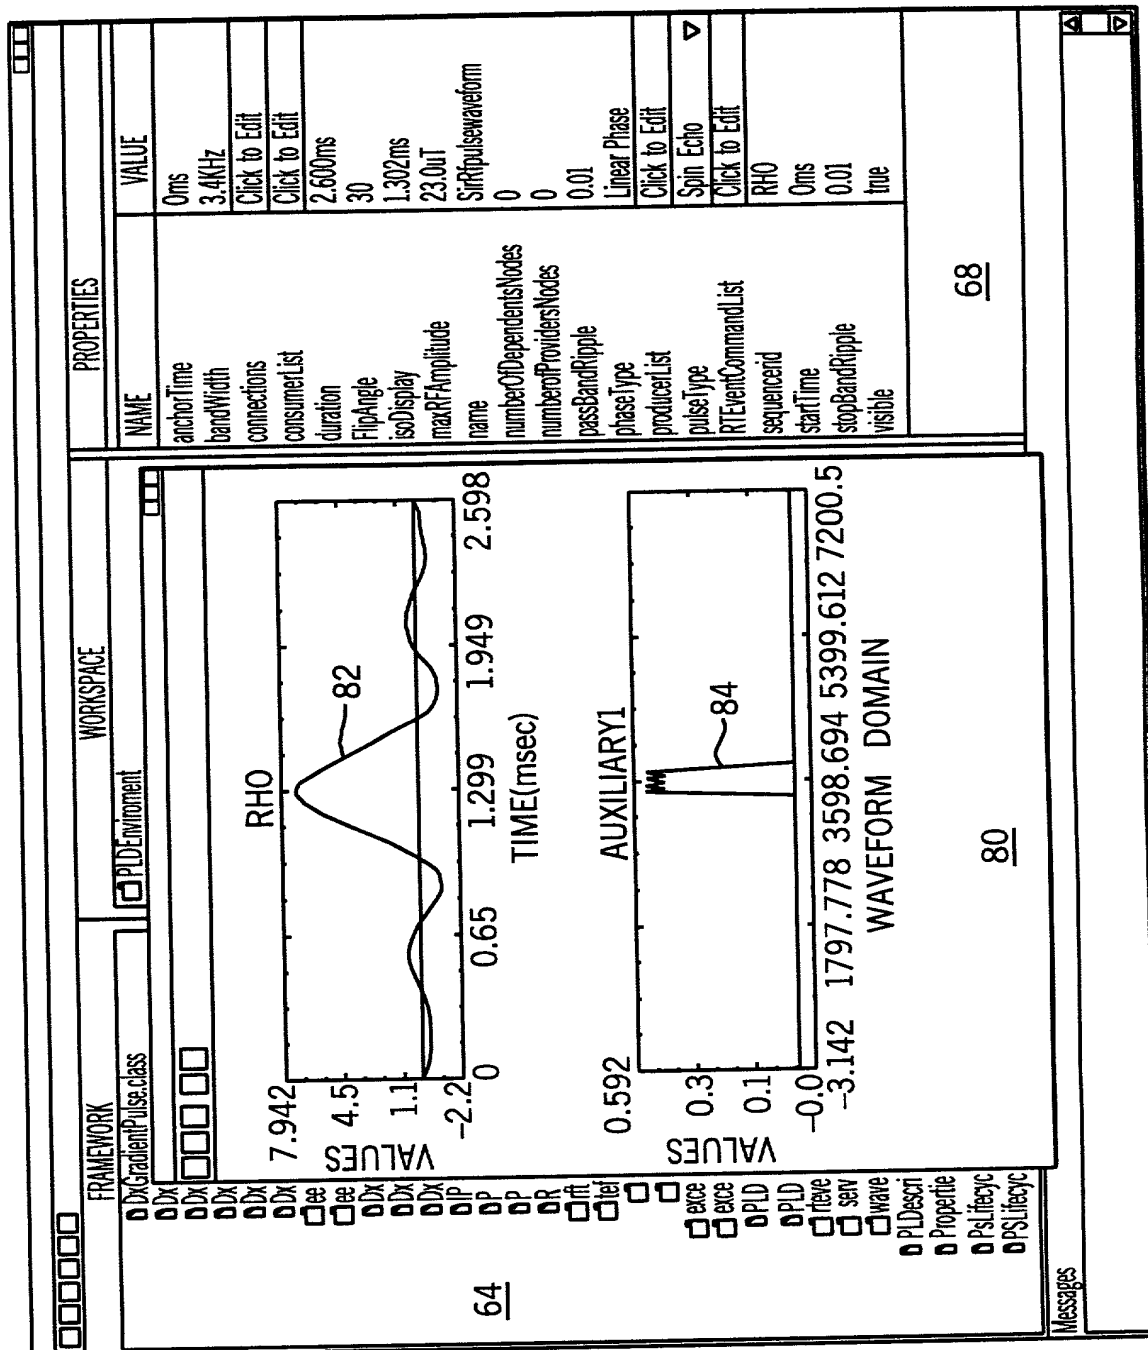 FRAMEWORK
DxGradientPulse.class
Dx
Dx
Dx
Dx
Dx
ee
ee
Dx
Dx
Dx
IP
P
P
R
rft
tef
exce
exce
PLD
PLD
rteve
serv
wave
PLDescri
Propertie
PsLifecyc
PSLifecyc
64
WORKSPACE
PLDEnviroment
RHO
7.942
4.5
1.1
-2.2
VALUES
0 0.65 1.299 1.949 2.598
TIME(msec)
82
AUXILIARY1
0.592
0.3
0.1
-0.0
VALUES
-3.142 1797.778 3598.694 5399.612 7200.5
WAVEFORM DOMAIN
84
80
PROPERTIES
NAME VALUE
anchorTime 0ms
bandWidth 3.4KHz
connections Click to Edit
consumerList Click to Edit
duration 2.600ms
FlipAngle 30
isoDisplay 1.302ms
maxRFAmplitude 23.0uT
name SirRfpulsewaveform
numberOfDependentsNodes 0
numberofProvidersNodes 0
passBandRipple 0.01
phaseType Linear Phase
producerList Click to Edit
pulseType Spin Echo
RTEventCommandList Click to Edit
sequencerid RHO
startTime 0ms
stopBandRipple 0.01
visible true
68
Messages